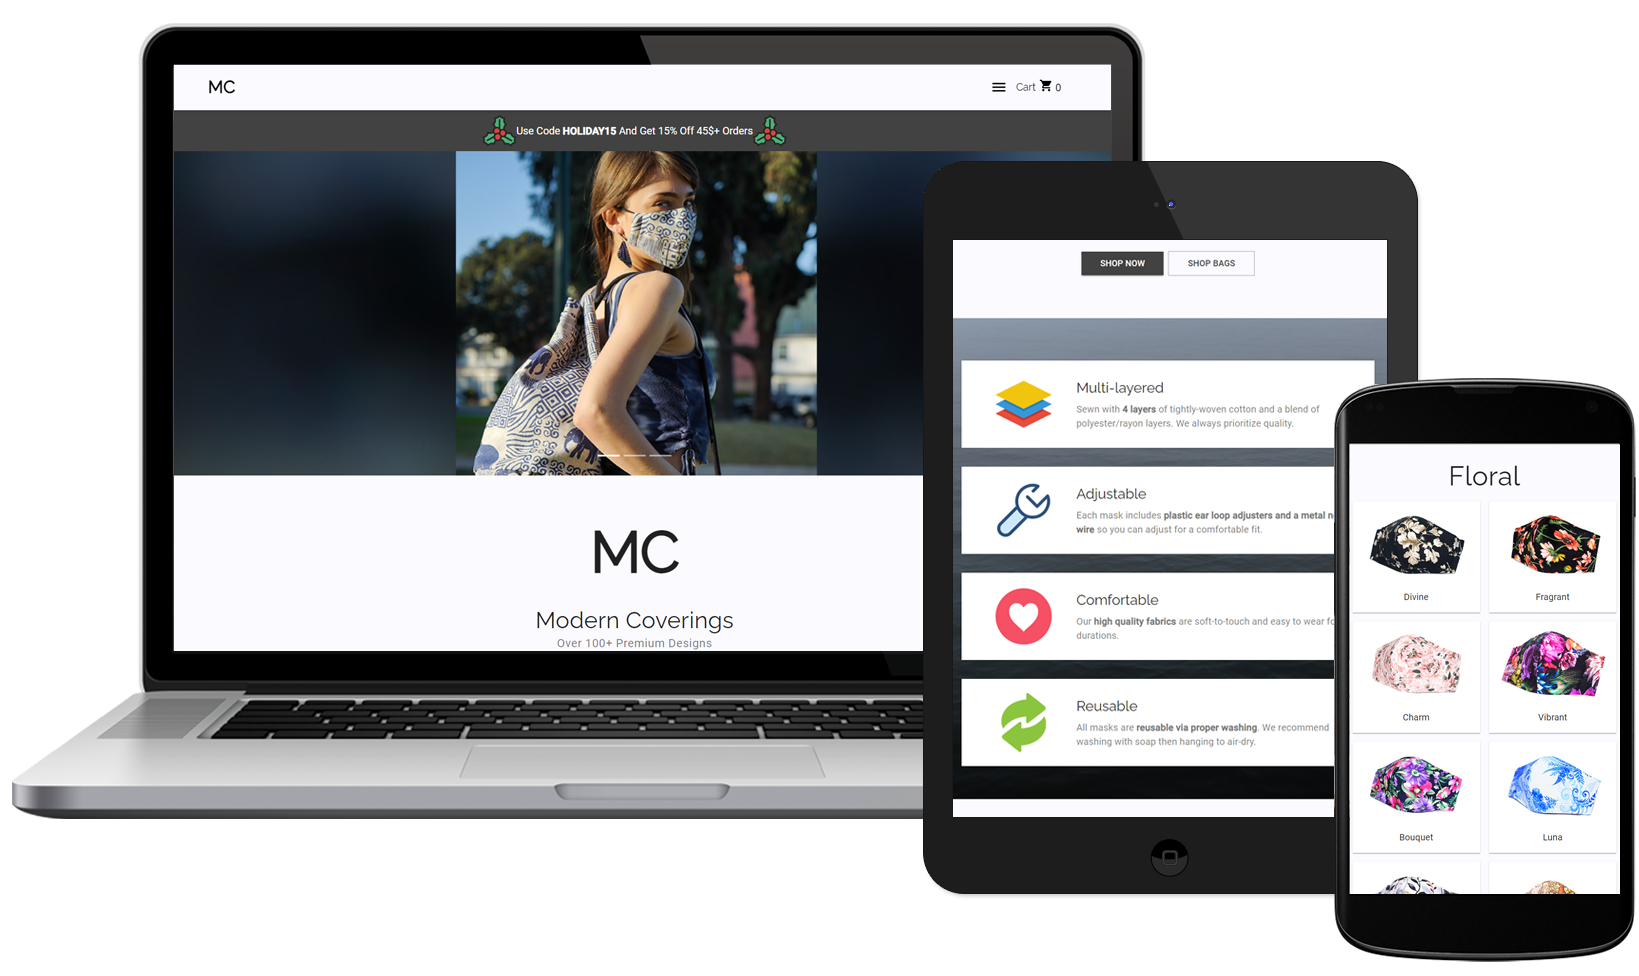 MC
Cart 0
Use Code HOLIDAY15 And Get 15% Off 45$+ Orders
MC
Modern Coverings
Over 100+ Premium Designs
SHOP NOW SHOP BAGS
Multi-layered
Sewn with 4 layers of tightly-woven cotton and a blend of
polyester/rayon layers. We always prioritize quality.
Adjustable
Each mask includes plastic ear loop adjusters and a metal
wire so you can adjust for a comfortable fit.
Comfortable
Our high quality fabrics are soft-to-touch and easy to wear
durations.
Reusable
All masks are reusable via proper washing. We recommend
washing with soap then hanging to air-dry.
Floral
Divine Fragrant
Charm Vibrant
Bouquet Luna